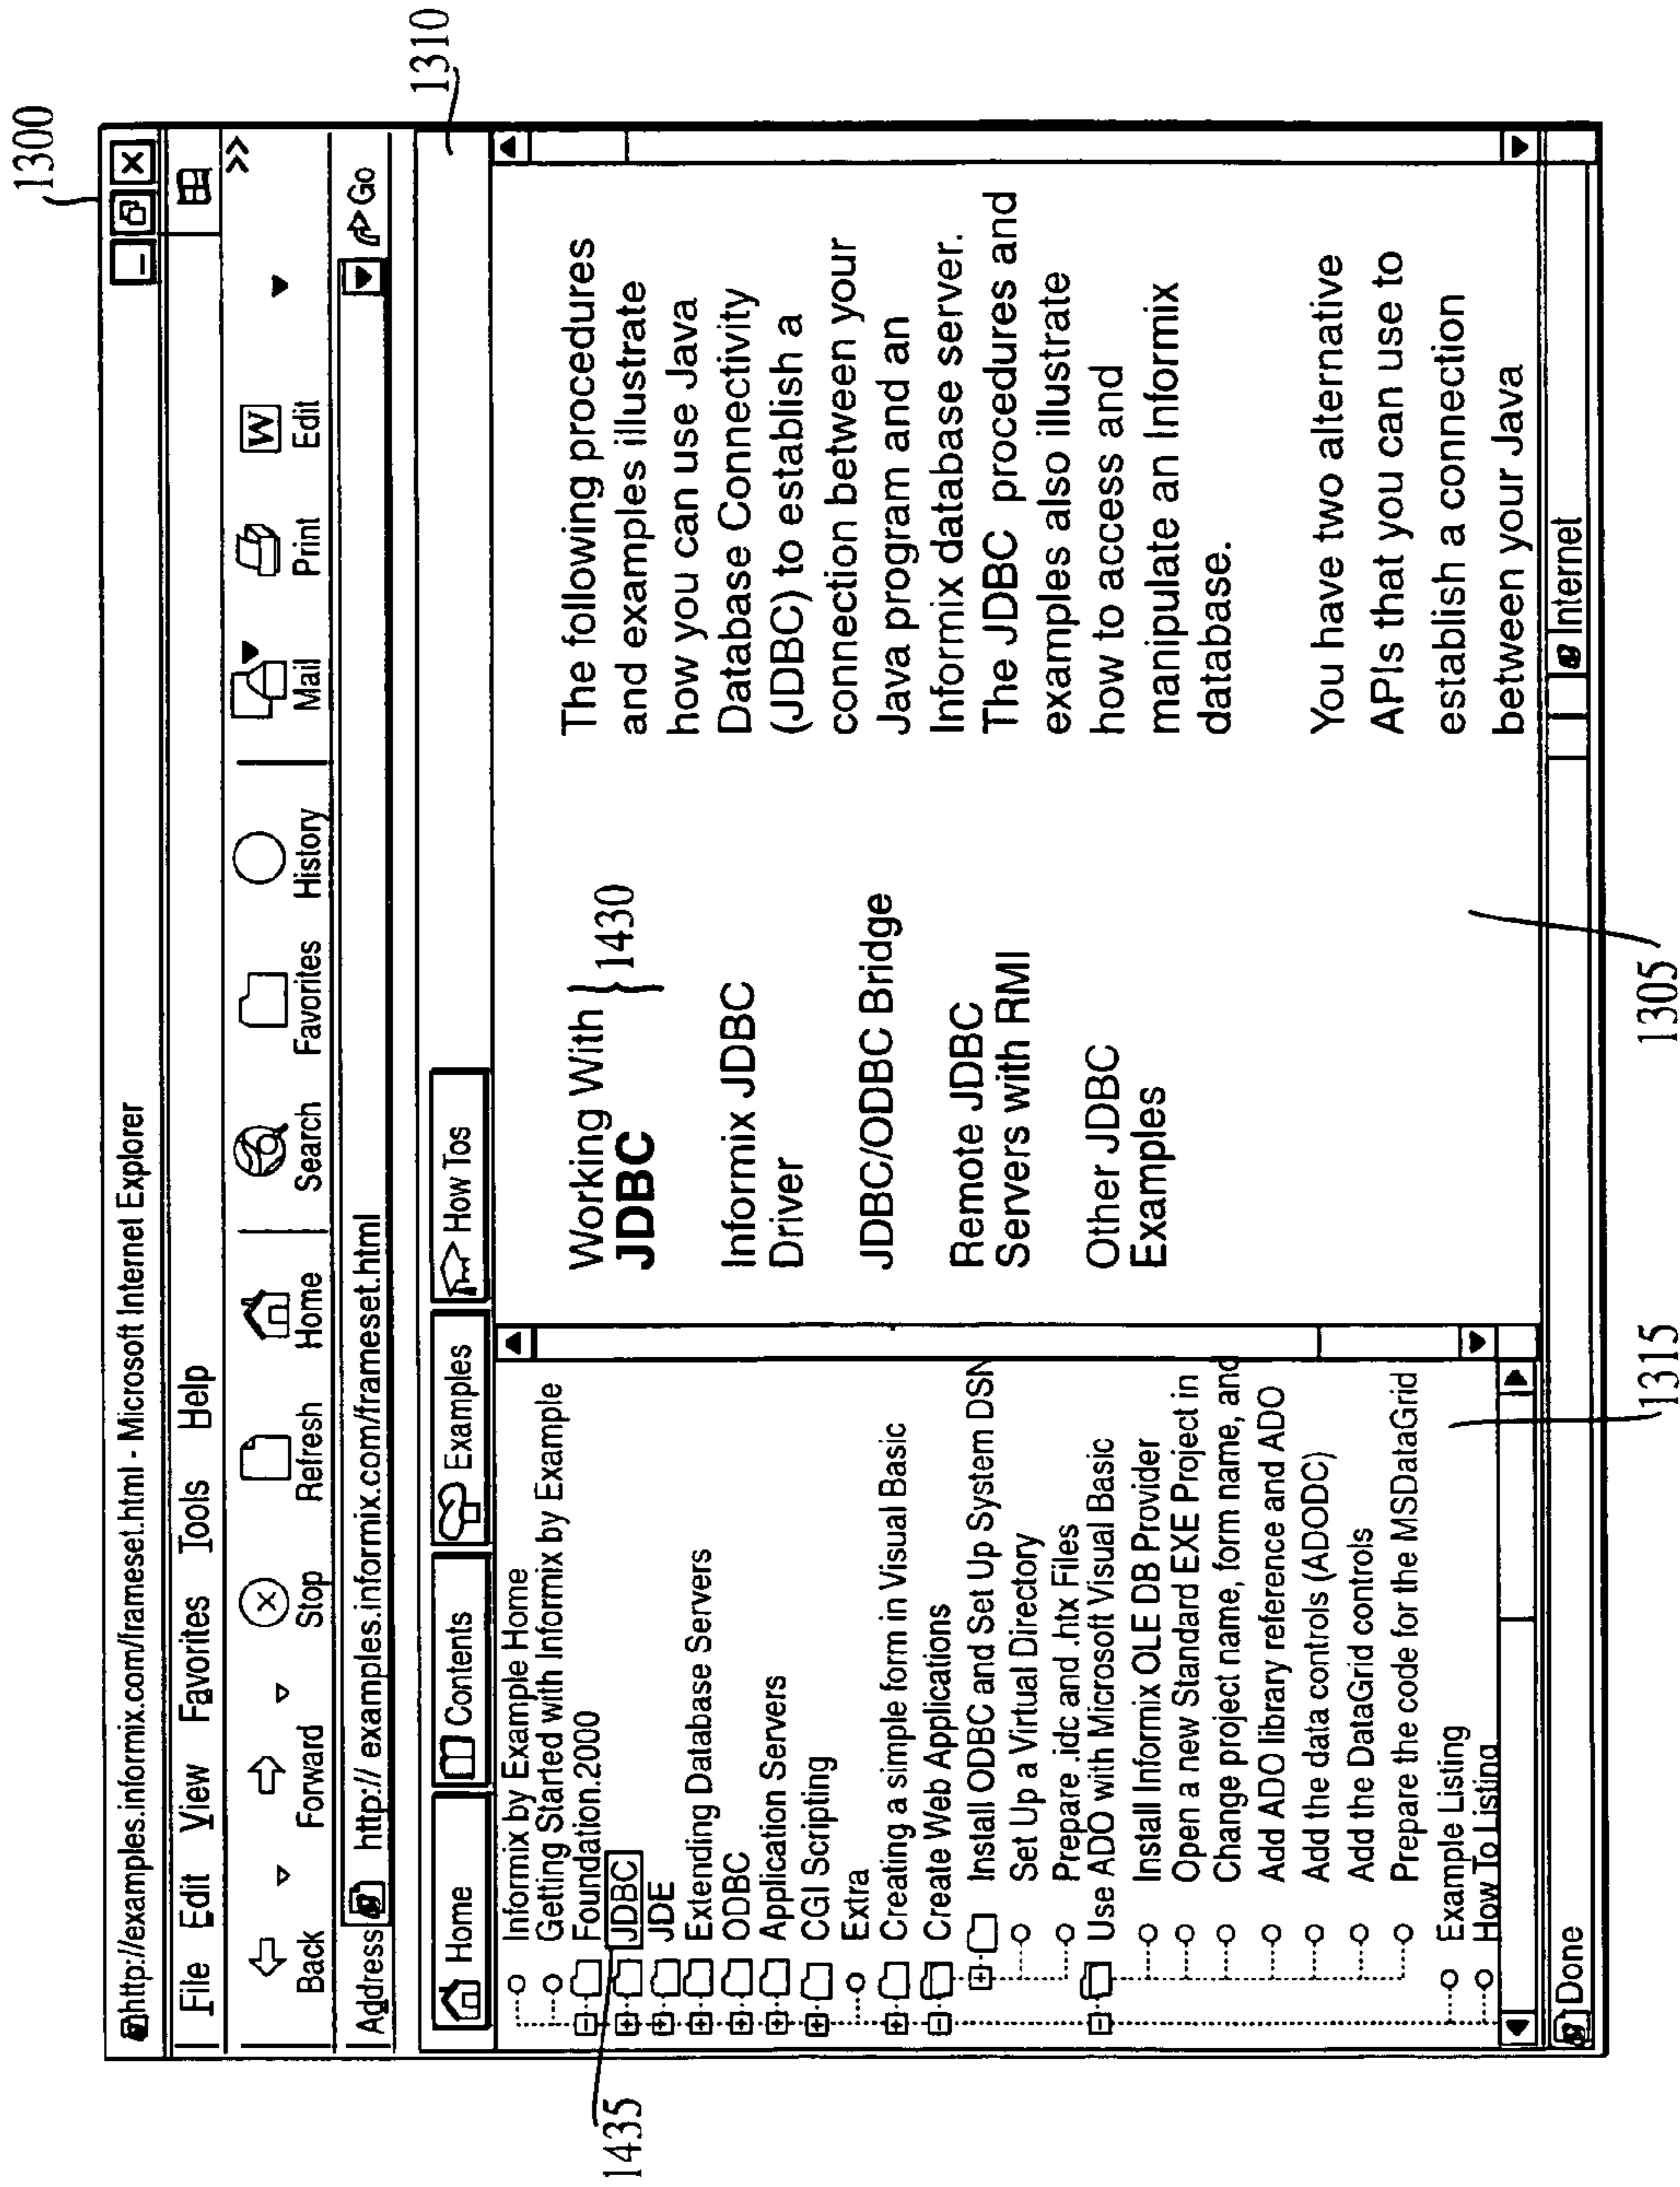 1300
http://examples.informix.com/frameset.html - Microsoft Internet Explorer
File Edit View Favorites Tools Help
Back Forward Stop Refresh Home Search Favorites History Mail Print Edit >>
Address http:// examples.informix.com/frameset.html Go
Home Contents Examples How Tos
1310
Informix by Example Home
Getting Started with Informix by Example
Foundation.2000
JDBC
1435
JDE
Extending Database Servers
ODBC
Application Servers
CGI Scripting
Extra
Creating a simple form in Visual Basic
Create Web Applications
Install ODBC and Set Up System DSN
Set Up a Virtual Directory
Prepare .idc and .htx Files
Use ADO with Microsoft Visual Basic
Install Informix OLE DB Provider
Open a new Standard EXE Project in
Change project name, form name, and
Add ADO library reference and ADO
Add the data controls (ADODC)
Add the DataGrid controls
Prepare the code for the MSDataGrid
Example Listing
How To Listing
1315
Working With
JDBC
1430
Informix JDBC
Driver
JDBC/ODBC Bridge
Remote JDBC
Servers with RMI
Other JDBC
Examples
The following procedures
and examples illustrate
how you can use Java
Database Connectivity
(JDBC) to establish a
connection between your
Java program and an
Informix database server.
The JDBC procedures and
examples also illustrate
how to access and
manipulate an Informix
database.
You have two alternative
APIs that you can use to
establish a connection
between your Java
1305
Done
Internet